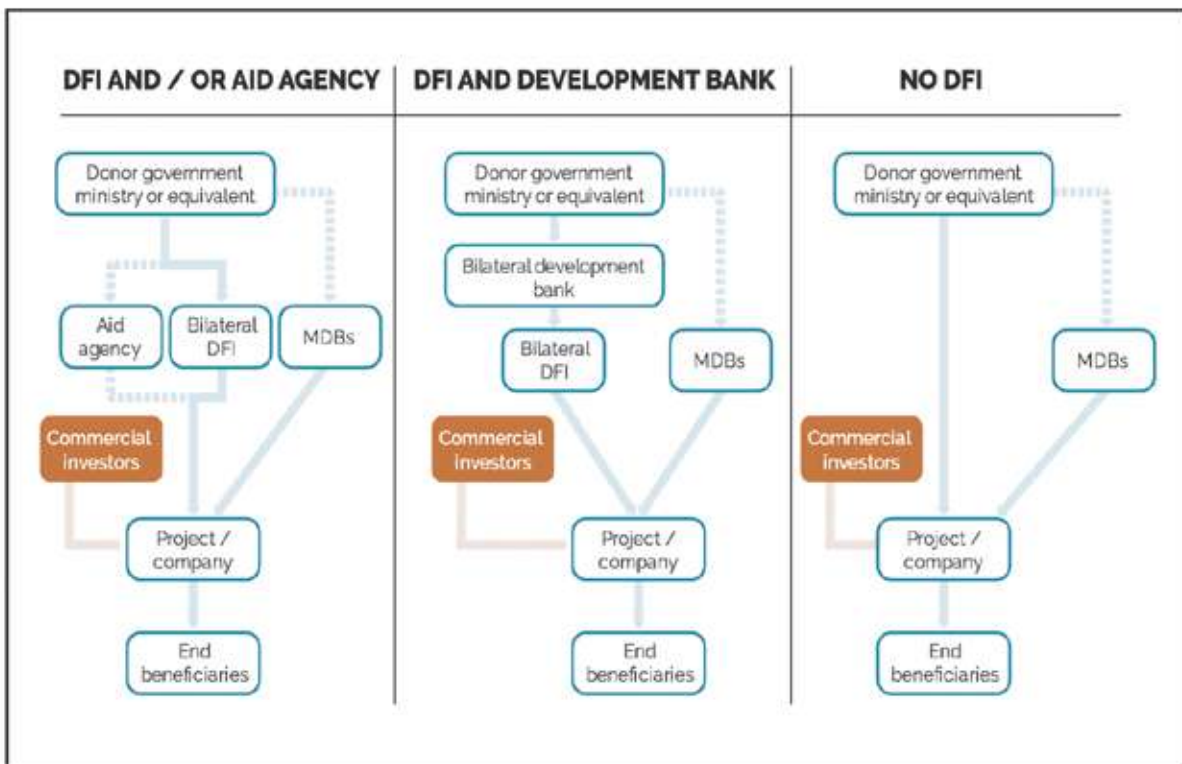 DFI AND / OR AID AGENCY
Donor government
ministry or equivalent
Aid
agency
Bilateral
DFI
MDBs
Commercial
investors
Project /
company
End
beneficiaries
DFI AND DEVELOPMENT BANK
Donor government
ministry or equivalent
Bilateral development
bank
Bilateral
DFI
MDBs
Commercial
investors
Project /
company
End
beneficiaries
NO DFI
Donor government
ministry or equivalent
MDBs
Commercial
investors
Project /
company
End
beneficiaries